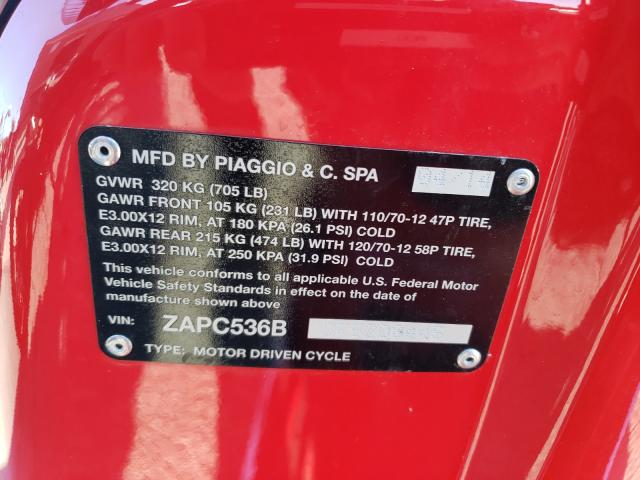 MFD BY PIAGGIO & C. SPA 04/14
GVWR 320 KG (705 LB)
GAWR FRONT 105 KG (231 LB) WITH 110/70-12 47P TIRE,
E3.00X12 RIM, AT 180 KPA (26.1 PSI) COLD
GAWR REAR 215 KG (474 LB) WITH 120/70-12 58P TIRE,
E3.00X12 RIM, AT 250 KPA (31.9 PSI) COLD
This vehicle conforms to all applicable U.S. Federal Motor
Vehicle Safety Standards in effect on the date of
manufacture shown above
VIN: ZAPC536B
TYPE: MOTOR DRIVEN CYCLE